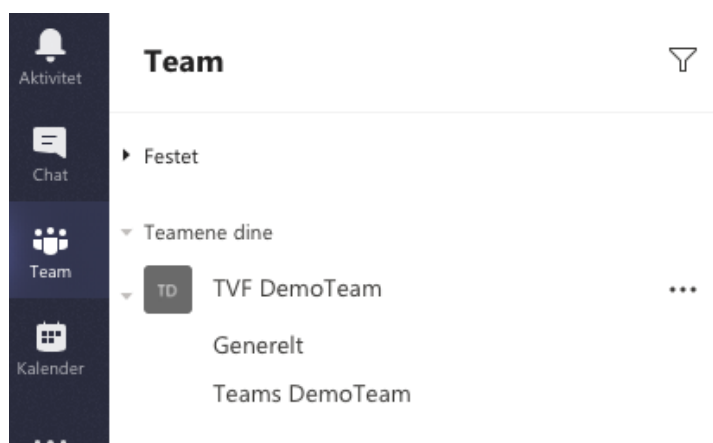 Aktivitet
Chat
Team
Kalender
Team
Festet
Teamene dine
TD TVF DemoTeam
Generelt
Teams DemoTeam